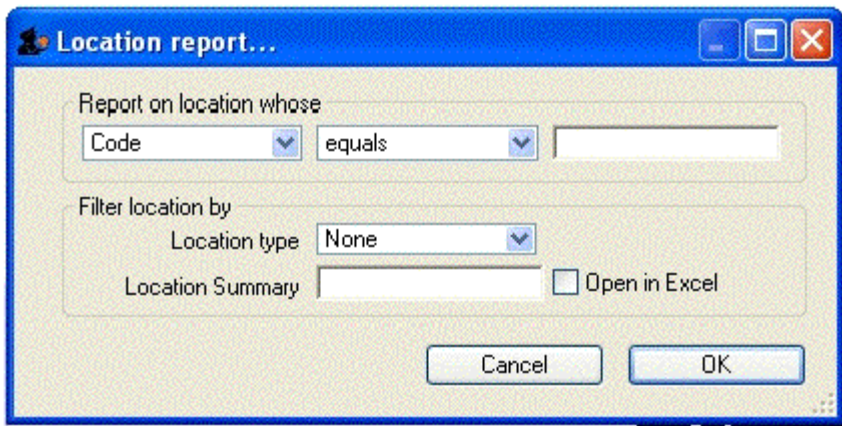 Location report...
Report on location whose
Code equals
Filter location by
Location type None
Location Summary Open in Excel
Cancel OK